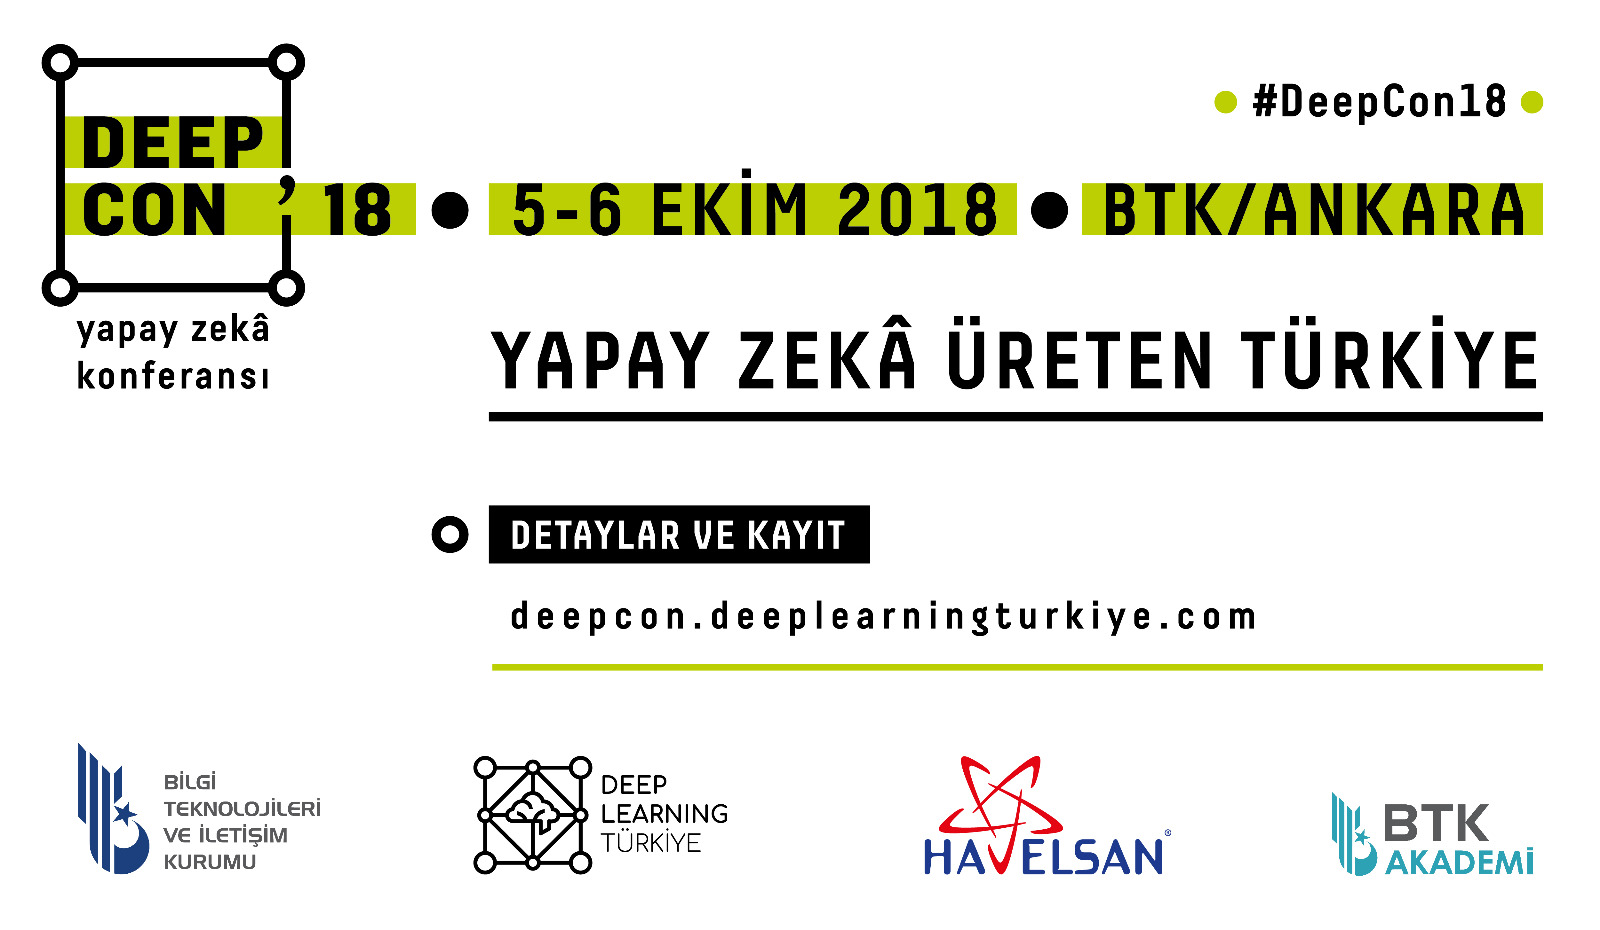 #DeepCon18
DEEP
CON '18 5-6 EKİM 2018 BTK/ANKARA
yapay zekâ
konferansı
YAPAY ZEKÂ ÜRETEN TÜRKİYE
DETAYLAR VE KAYIT
deepcon.deeplearningturkiye.com
BİLGİ
TEKNOLOJİLERİ
VE İLETİŞİM
KURUMU
DEEP
LEARNING
TÜRKİYE
HAVELSAN®
BTK
AKADEMİ